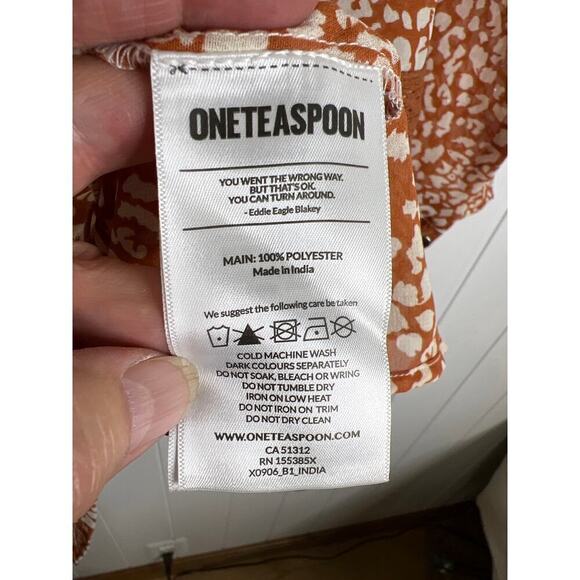 ONETEASPOON
YOU WENT THE WRONG WAY.
BUT THAT'S OK.
YOU CAN TURN AROUND.
- Eddie Eagle Blakey
MAIN: 100% POLYESTER
Made in India
We suggest the following care be taken
COLD MACHINE WASH
DARK COLOURS SEPARATELY
DO NOT SOAK, BLEACH OR WRING
DO NOT TUMBLE DRY
IRON ON LOW HEAT
DO NOT IRON ON TRIM
DO NOT DRY CLEAN
WWW.ONETEASPOON.COM
CA 51312
RN 155385X
X0906_B1_INDIA